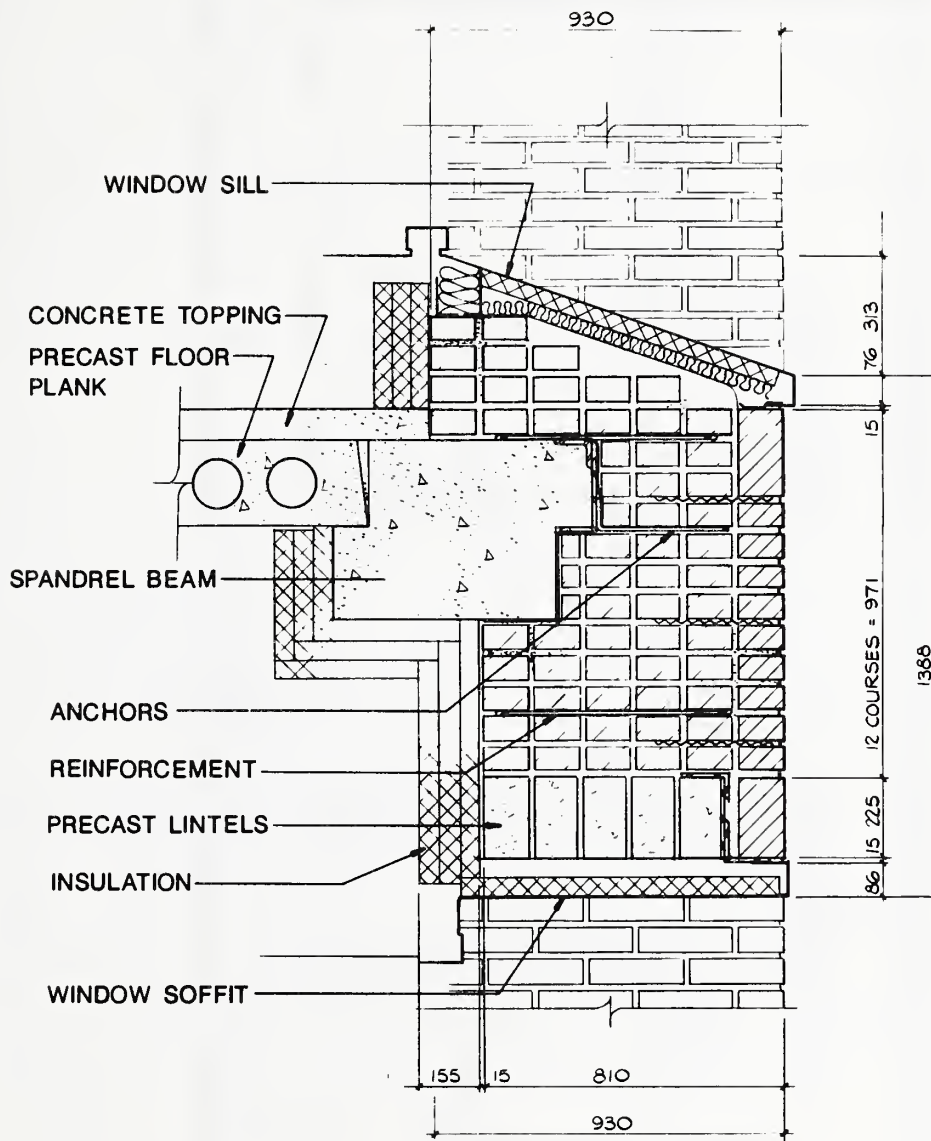 930
WINDOW SILL
CONCRETE TOPPING
PRECAST FLOOR
PLANK
SPANDREL BEAM
ANCHORS
REINFORCEMENT
PRECAST LINTELS
INSULATION
WINDOW SOFFIT
313
76
15
12 COURSES = 971
1388
225
15
86
155
15
810
930